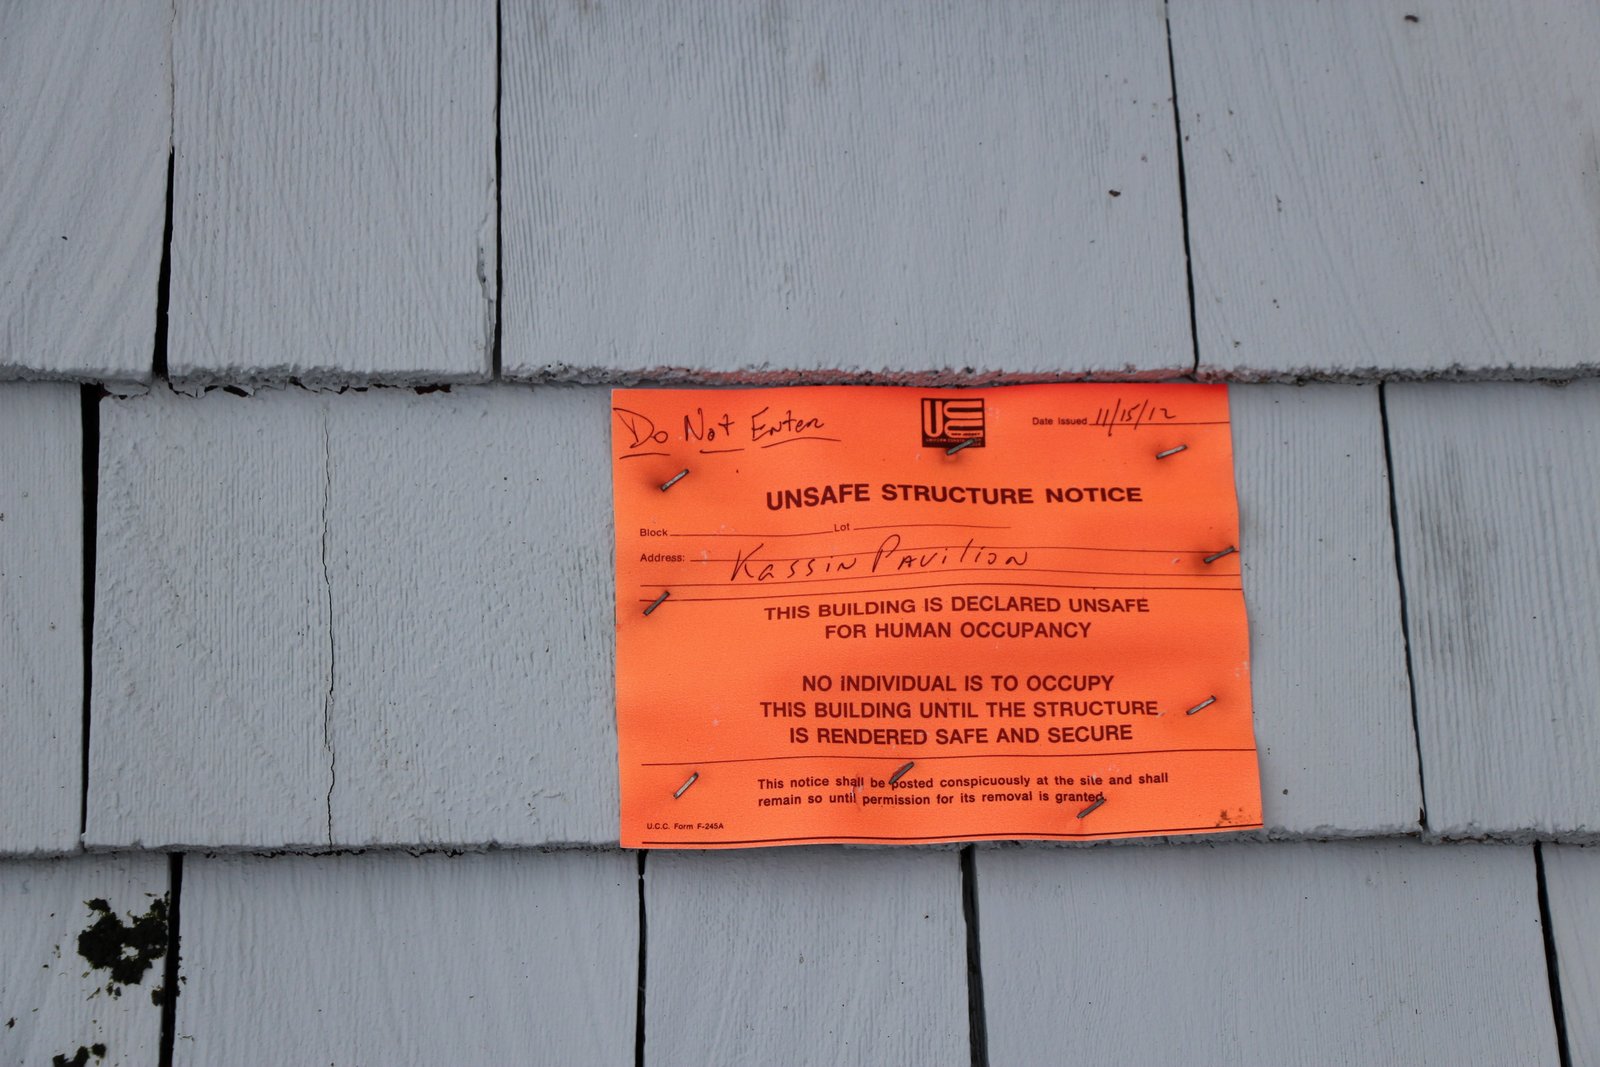 Do Not Enter
UCC
NEW JERSEY
Date Issued 11/15/12
UNSAFE STRUCTURE NOTICE
Block Lot
Address: Kassin Pavilion
THIS BUILDING IS DECLARED UNSAFE
FOR HUMAN OCCUPANCY
NO INDIVIDUAL IS TO OCCUPY
THIS BUILDING UNTIL THE STRUCTURE
IS RENDERED SAFE AND SECURE
This notice shall be posted conspicuously at the site and shall
remain so until permission for its removal is granted.
U.C.C. Form F-245A